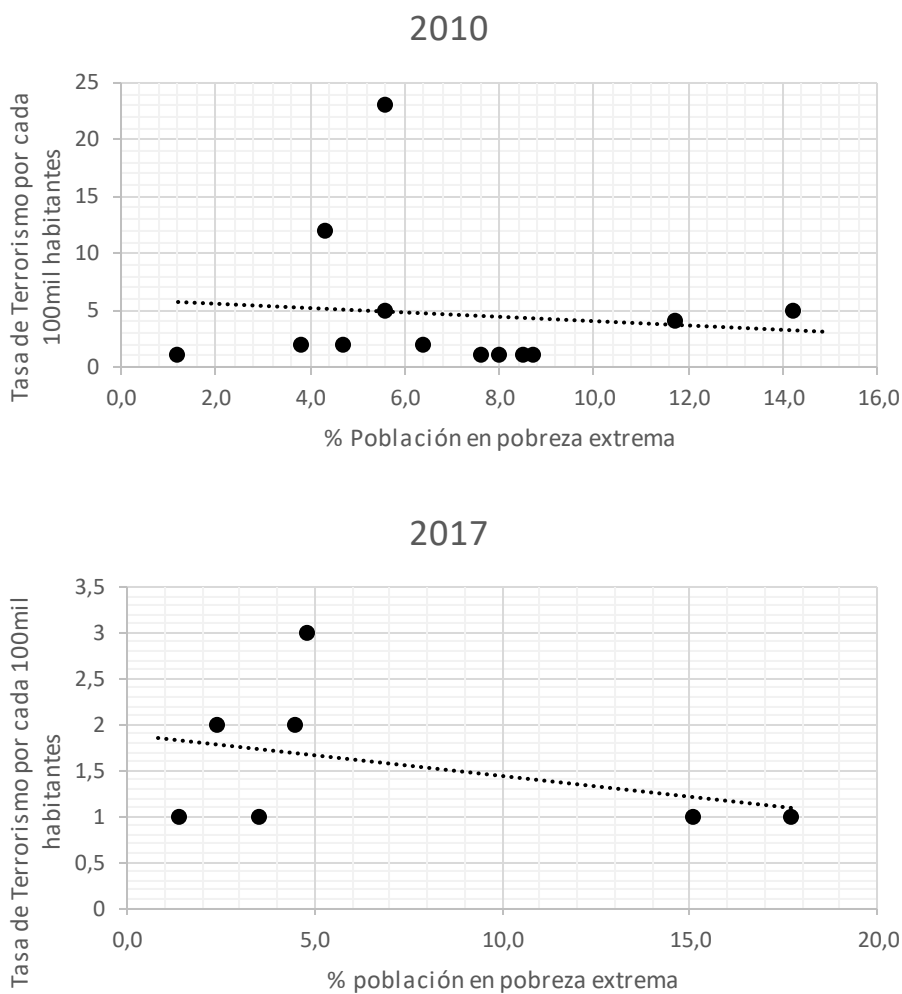 2010
Tasa de Terrorismo por cada
100mil habitantes
25
20
15
10
5
0
0,0 2,0 4,0 6,0 8,0 10,0 12,0 14,0 16,0
% Población en pobreza extrema
2017
Tasa de Terrorismo por cada 100mil
habitantes
3,5
3
2,5
2
1,5
1
0,5
0
0,0 5,0 10,0 15,0 20,0
% población en pobreza extrema